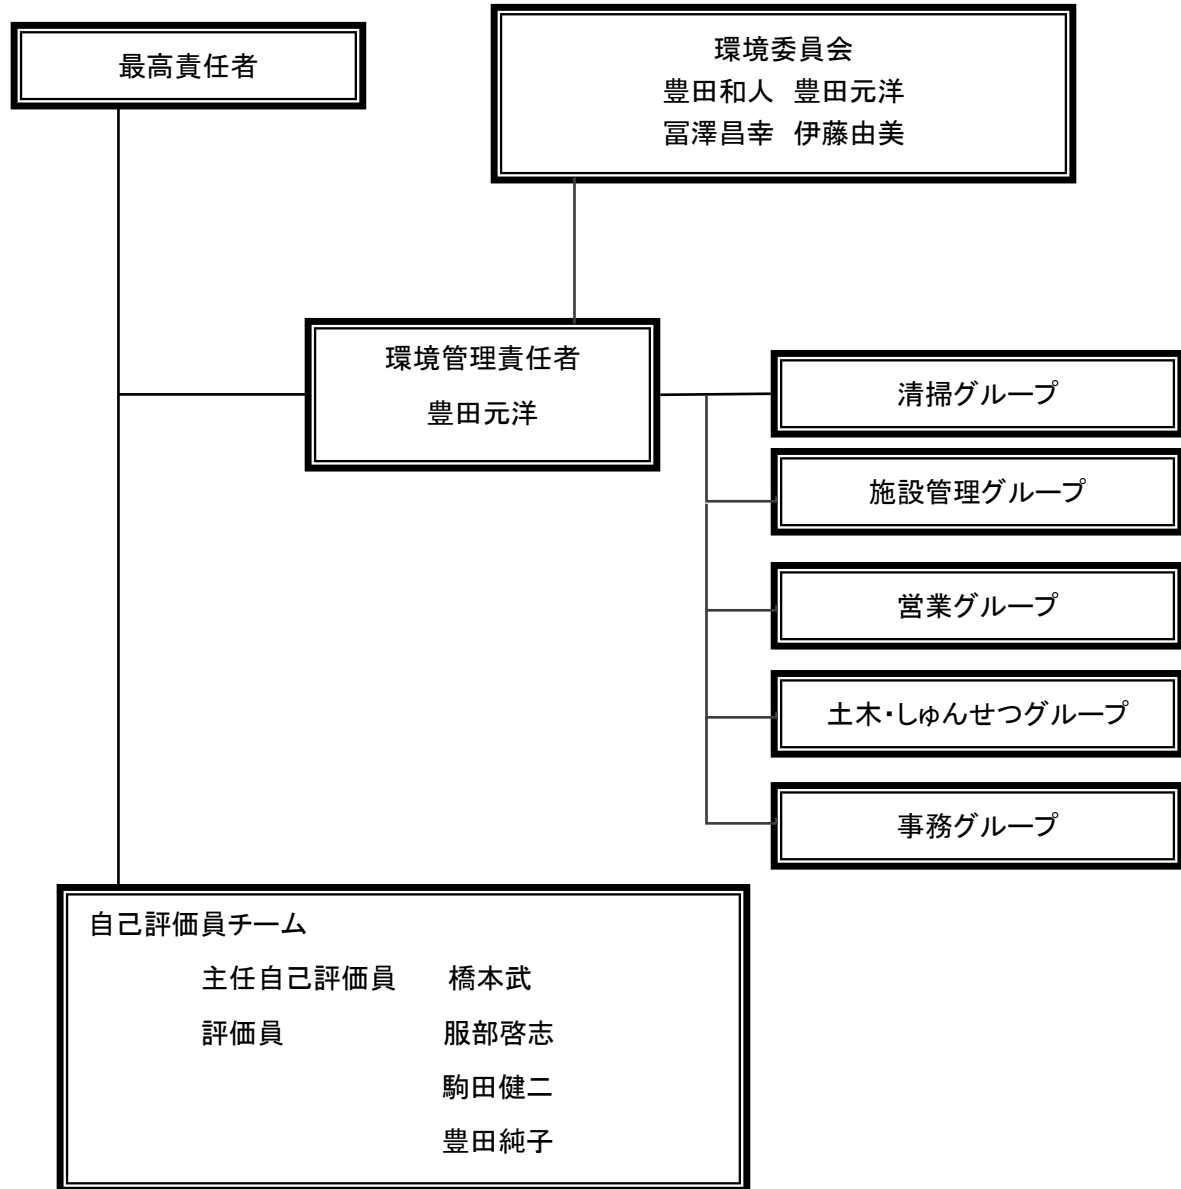 最高責任者
環境委員会
豊田和人 豊田元洋
冨澤昌幸 伊藤由美
環境管理責任者
豊田元洋
清掃グループ
施設管理グループ
営業グループ
土木・しゅんせつグループ
事務グループ
自己評価員チーム
主任自己評価員 橋本武
評価員 服部啓志
駒田健二
豊田純子